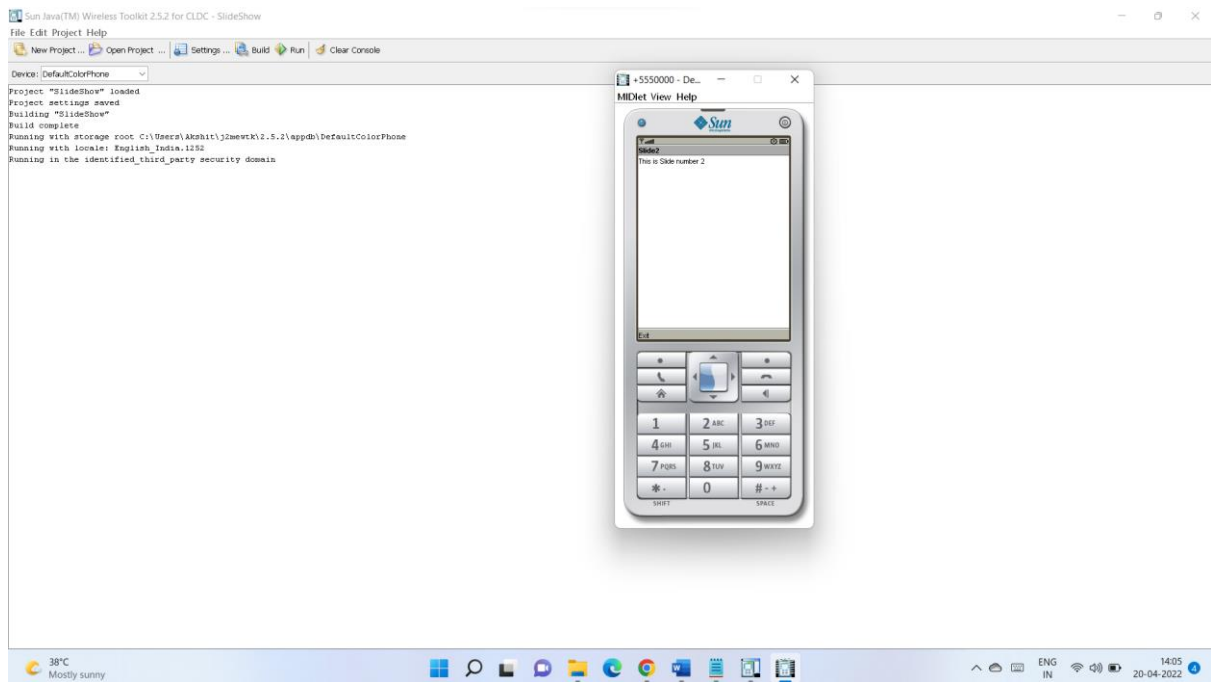 Sun Java(TM) Wireless Toolkit 2.5.2 for CLDC - SlideShow
File Edit Project Help
New Project ... Open Project ... Settings ... Build Run Clear Console
Device: DefaultColorPhone
Project "SlideShow" loaded
Project settings saved
Building "SlideShow"
Build complete
Running with storage root C:\Users\Akshit\j2mewtk\2.5.2\appdb\DefaultColorPhone
Running with locale: English_India.1252
Running in the identified_third_party security domain
+5550000 - De...
MIDlet View Help
Sun
Slide2
This is Slide number 2
Exit
1 2 ABC 3 DEF
4 GHI 5 JKL 6 MNO
7 PQRS 8 TUV 9 WXYZ
* . 0 # - +
SHIFT SPACE
38°C
Mostly sunny
ENG
IN
14:05
20-04-2022
4